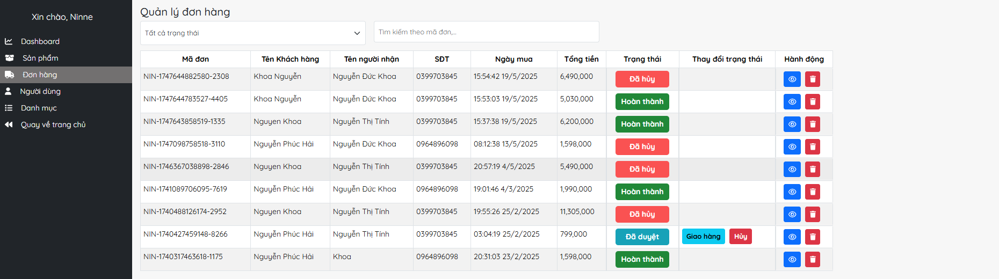 Xin chào, Ninne
Dashboard
Sản phẩm
Đơn hàng
Người dùng
Danh mục
Quay về trang chủ
Quản lý đơn hàng
Tất cả trạng thái
Tìm kiếm theo mã đơn,...
Mã đơn Tên Khách hàng Tên người nhận SĐT Ngày mua Tổng tiền Trạng thái Thay đổi trạng thái Hành động
NIN-1747644882580-2308 Khoa Nguyễn Nguyễn Đức Khoa 0399703845 15:54:42 19/5/2025 6,490,000 Đã hủy
NIN-1747644783527-4405 Khoa Nguyễn Nguyễn Đức Khoa 0399703845 15:53:03 19/5/2025 5,030,000 Hoàn thành
NIN-1747643858519-1335 Nguyen Khoa Nguyễn Thị Tính 0399703845 15:37:38 19/5/2025 6,200,000 Hoàn thành
NIN-1747098758518-3110 Nguyễn Phúc Hải Nguyễn Đức Khoa 0964896098 08:12:38 13/5/2025 1,598,000 Đã hủy
NIN-1746367038898-2846 Nguyen Khoa Nguyễn Thị Tính 0399703845 20:57:19 4/5/2025 5,490,000 Đã hủy
NIN-1741089706095-7619 Nguyễn Phúc Hải Nguyễn Đức Khoa 0964896098 19:01:46 4/3/2025 1,990,000 Hoàn thành
NIN-1740488126174-2952 Nguyen Khoa Nguyễn Thị Tính 0399703845 19:55:26 25/2/2025 11,305,000 Đã hủy
NIN-1740427459148-8266 Nguyễn Phúc Hải Nguyễn Thị Tính 0399703845 03:04:19 25/2/2025 799,000 Đã duyệt Giao hàng Hủy
NIN-1740317463618-1175 Nguyễn Phúc Hải Khoa 0964896098 20:31:03 23/2/2025 1,598,000 Hoàn thành